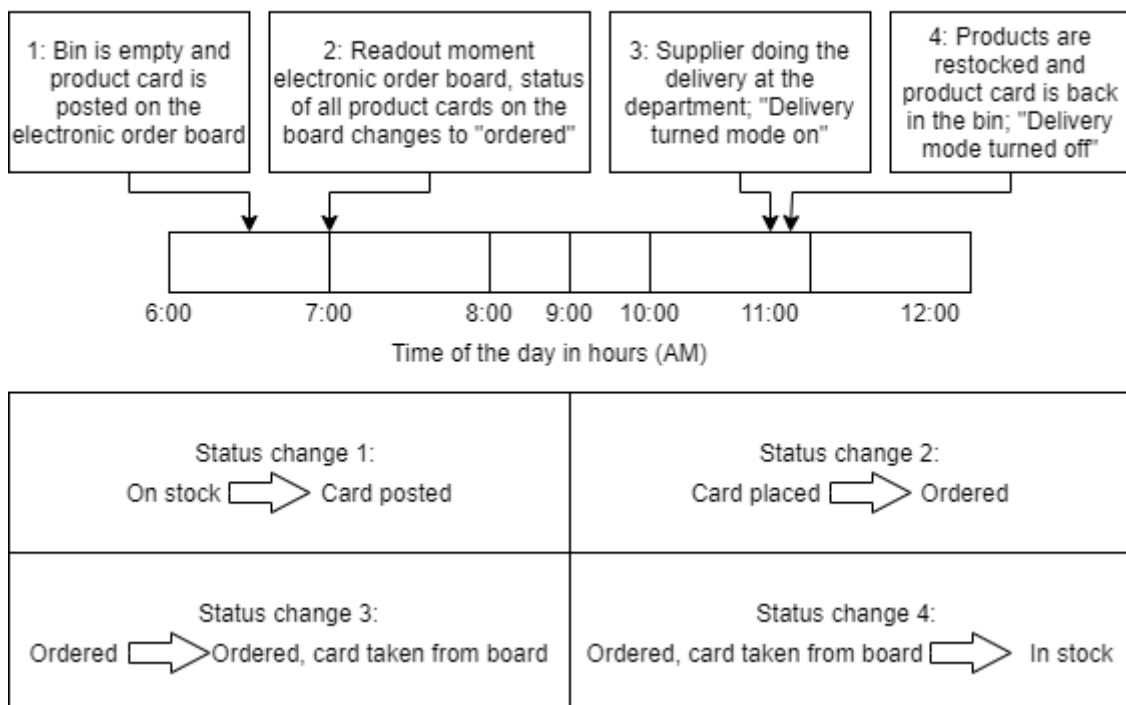 1: Bin is empty and
product card is
posted on the
electronic order board
2: Readout moment
electronic order board, status
of all product cards on the
board changes to "ordered"
3: Supplier doing the
delivery at the
department; "Delivery
turned mode on"
4: Products are
restocked and
product card is back
in the bin; "Delivery
mode turned off"
6:00 7:00 8:00 9:00 10:00 11:00 12:00
Time of the day in hours (AM)
Status change 1:
On stock Card posted
Status change 2:
Card placed Ordered
Status change 3:
Ordered Ordered, card taken from board
Status change 4:
Ordered, card taken from board In stock